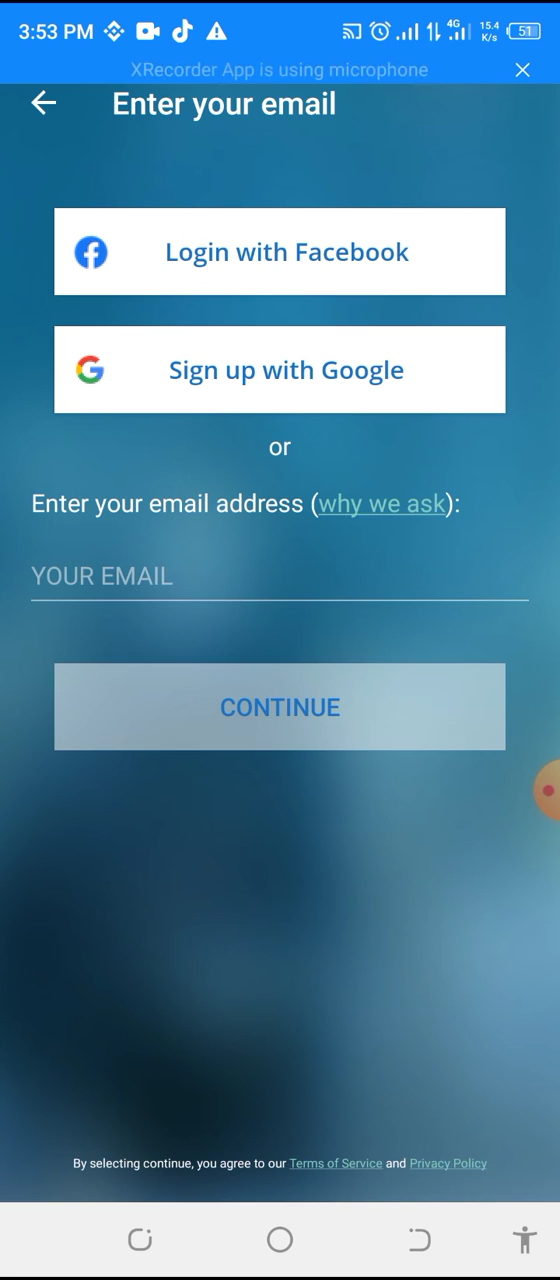 3:53 PM 4G 15.4 K/s 51
XRecorder App is using microphone
Enter your email
Login with Facebook
Sign up with Google
or
Enter your email address (why we ask):
YOUR EMAIL
CONTINUE
By selecting continue, you agree to our Terms of Service and Privacy Policy